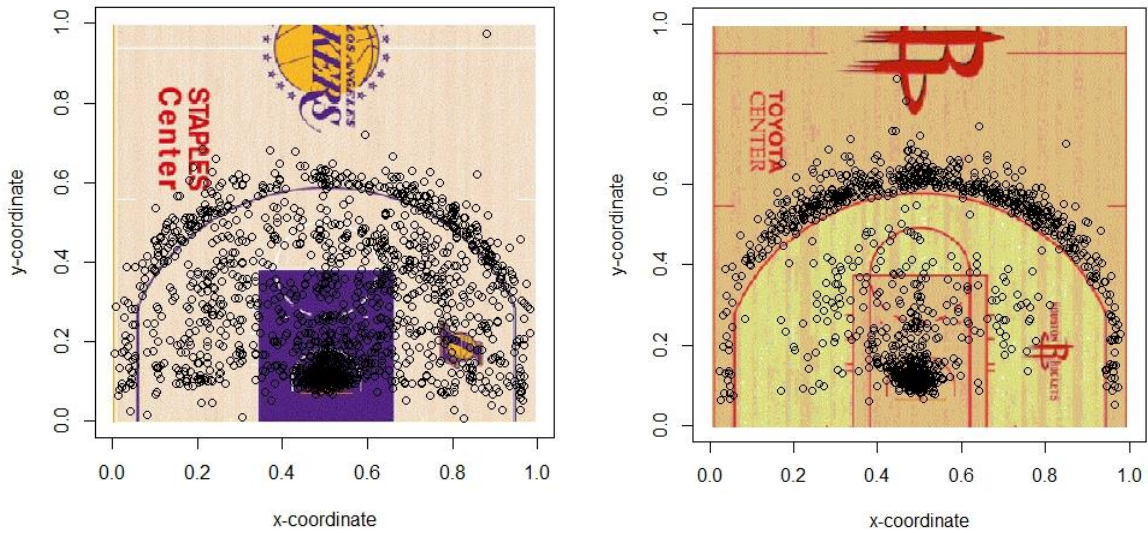 y-coordinate
1.0
0.8
0.6
0.4
0.2
0.0
STAPLES
Center
LOS ANGELES
KERS
0.0 0.2 0.4 0.6 0.8 1.0
x-coordinate
y-coordinate
1.0
0.8
0.6
0.4
0.2
0.0
TOYOTA
CENTER
0.0 0.2 0.4 0.6 0.8 1.0
x-coordinate